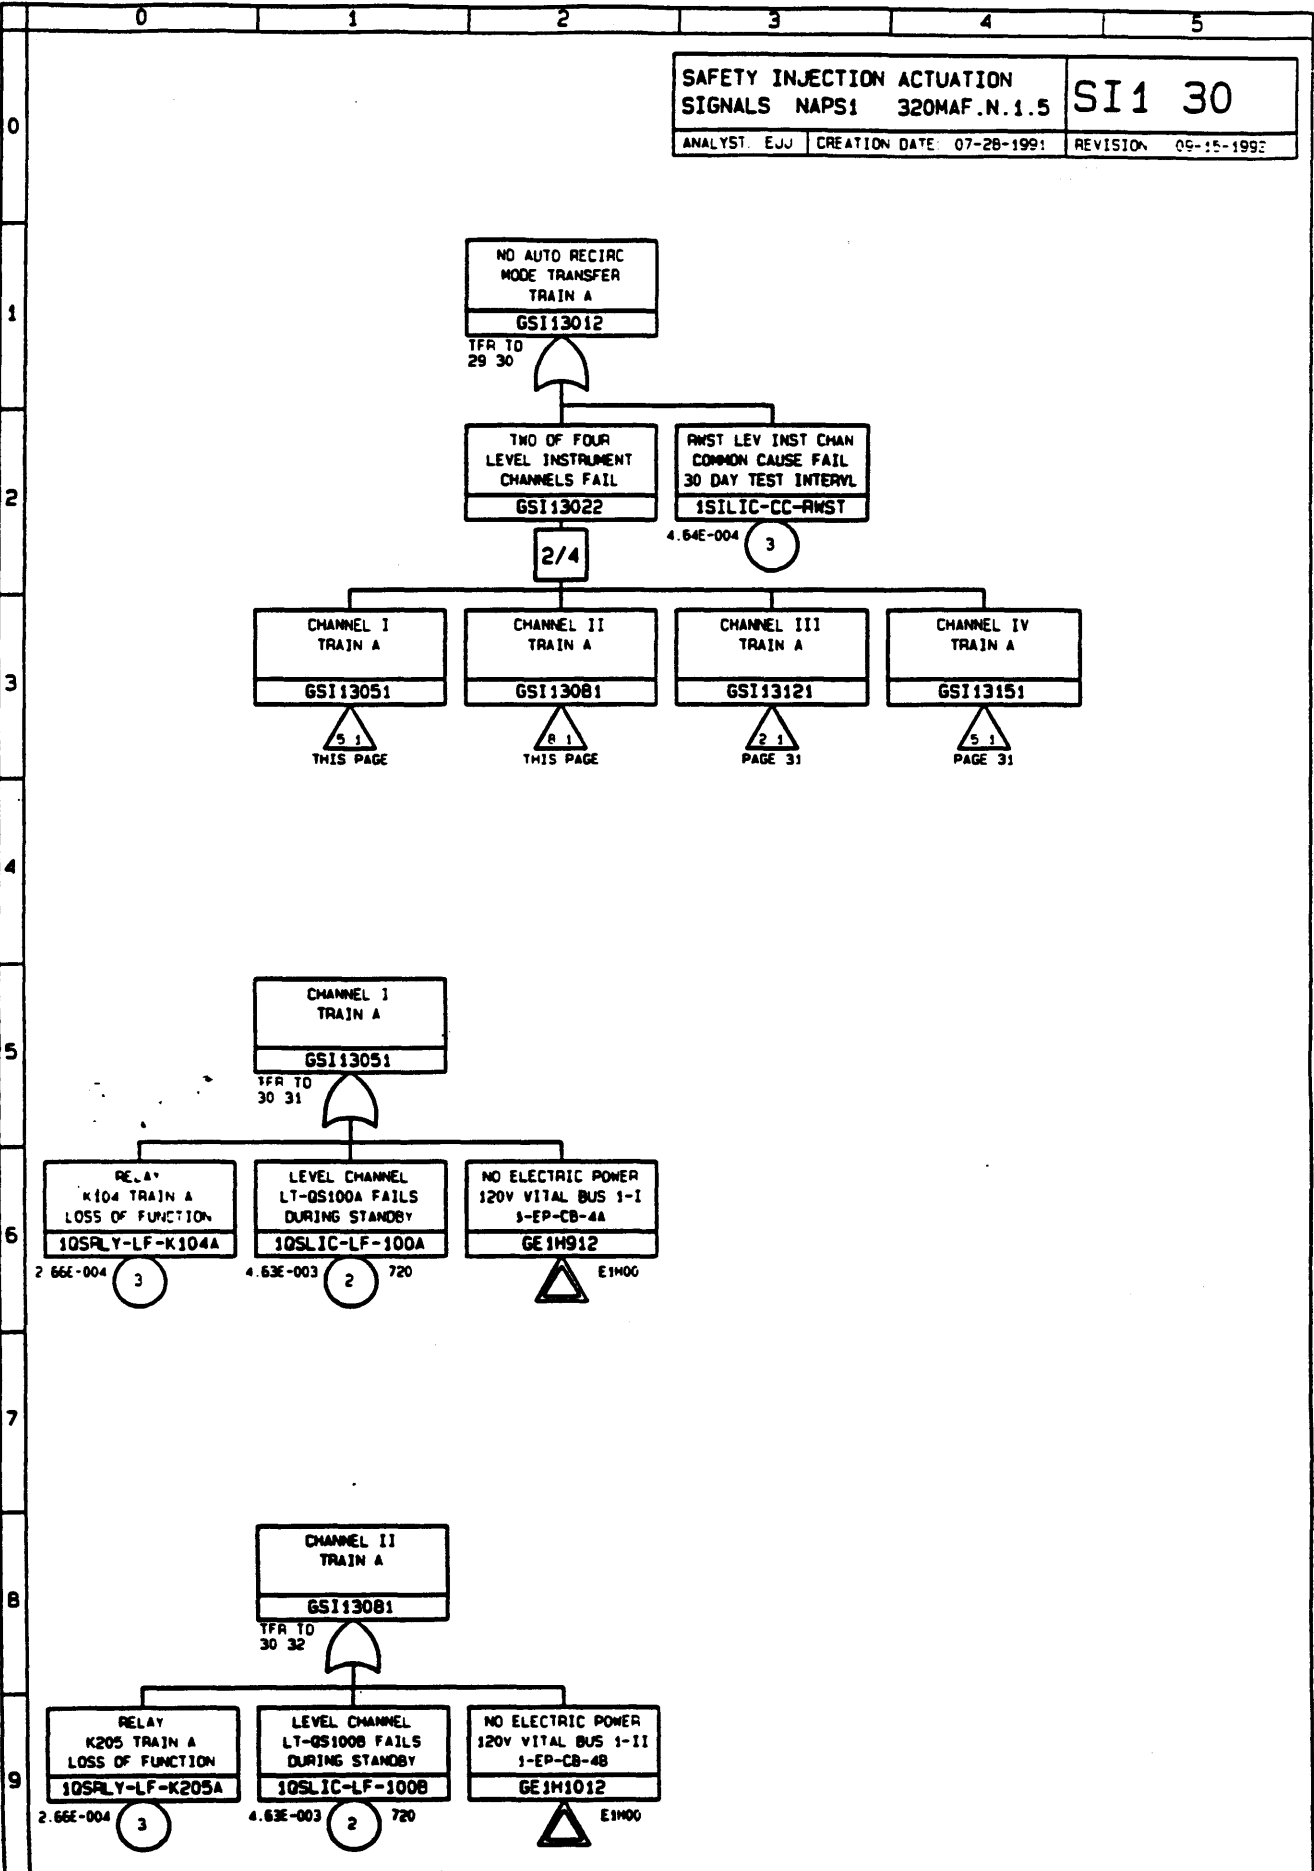 0 1 2 3 4 5
SAFETY INJECTION ACTUATION
SIGNALS NAPS1 320MAF.N.1.5
SI1 30
ANALYST. EJJ CREATION DATE: 07-28-1991 REVISION 09-15-1992
0
NO AUTO RECIRC
MODE TRANSFER
TRAIN A
GSI13012
TFR TO
29 30
1
TWO OF FOUR
LEVEL INSTRUMENT
CHANNELS FAIL
GSI13022
2/4
RWST LEV INST CHAN
COMMON CAUSE FAIL
30 DAY TEST INTERVL
1SILIC-CC-RWST
4.64E-004 3
2
CHANNEL I
TRAIN A
GSI13051
5 1
THIS PAGE
CHANNEL II
TRAIN A
GSI13081
8 1
THIS PAGE
CHANNEL III
TRAIN A
GSI13121
2 1
PAGE 31
CHANNEL IV
TRAIN A
GSI13151
5 1
PAGE 31
3
4
CHANNEL I
TRAIN A
GSI13051
TFR TO
30 31
5
RELAY
K104 TRAIN A
LOSS OF FUNCTION
1QSRLY-LF-K104A
2 66E-004 3
LEVEL CHANNEL
LT-QS100A FAILS
DURING STANDBY
1QSLIC-LF-100A
4.63E-003 2 720
NO ELECTRIC POWER
120V VITAL BUS 1-I
1-EP-CB-4A
GE1H912
E1H00
6
7
CHANNEL II
TRAIN A
GSI13081
TFR TO
30 32
8
RELAY
K205 TRAIN A
LOSS OF FUNCTION
1QSRLY-LF-K205A
2.66E-004 3
LEVEL CHANNEL
LT-QS100B FAILS
DURING STANDBY
1QSLIC-LF-100B
4.63E-003 2 720
NO ELECTRIC POWER
120V VITAL BUS 1-II
1-EP-CB-4B
GE1H1012
E1H00
9